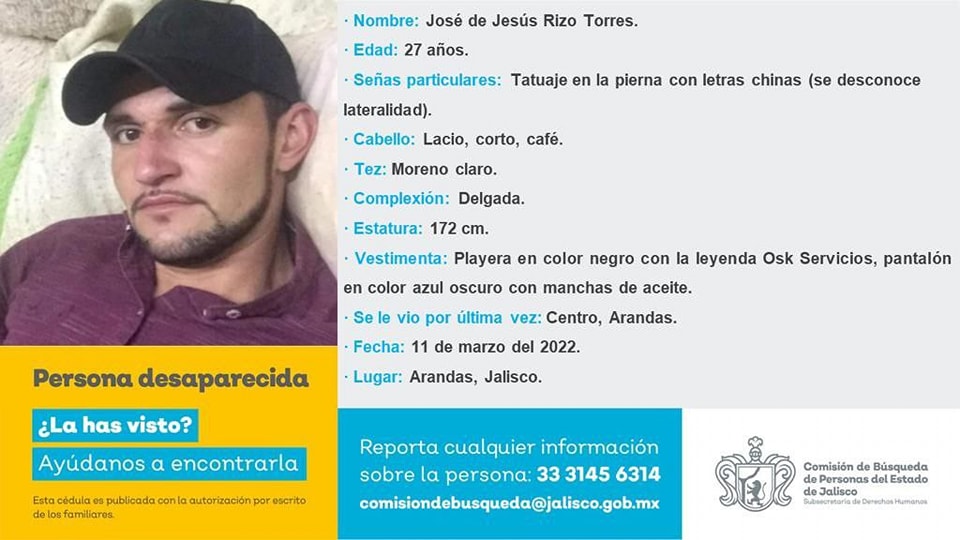 · Nombre: José de Jesús Rizo Torres.
· Edad: 27 años.
· Señas particulares: Tatuaje en la pierna con letras chinas (se desconoce
lateralidad).
· Cabello: Lacio, corto, café.
· Tez: Moreno claro.
· Complexión: Delgada.
· Estatura: 172 cm.
· Vestimenta: Playera en color negro con la leyenda Osk Servicios, pantalón
en color azul oscuro con manchas de aceite.
· Se le vio por última vez: Centro, Arandas.
· Fecha: 11 de marzo del 2022.
· Lugar: Arandas, Jalisco.
Persona desaparecida
¿La has visto?
Ayúdanos a encontrarla
Esta cédula es publicada con la autorización por escrito
de los familiares.
Reporta cualquier información
sobre la persona: 33 3145 6314
comisiondebusqueda@jalisco.gob.mx
Comisión de Búsqueda
de Personas del Estado
de Jalisco
Subsecretaría de Derechos Humanos